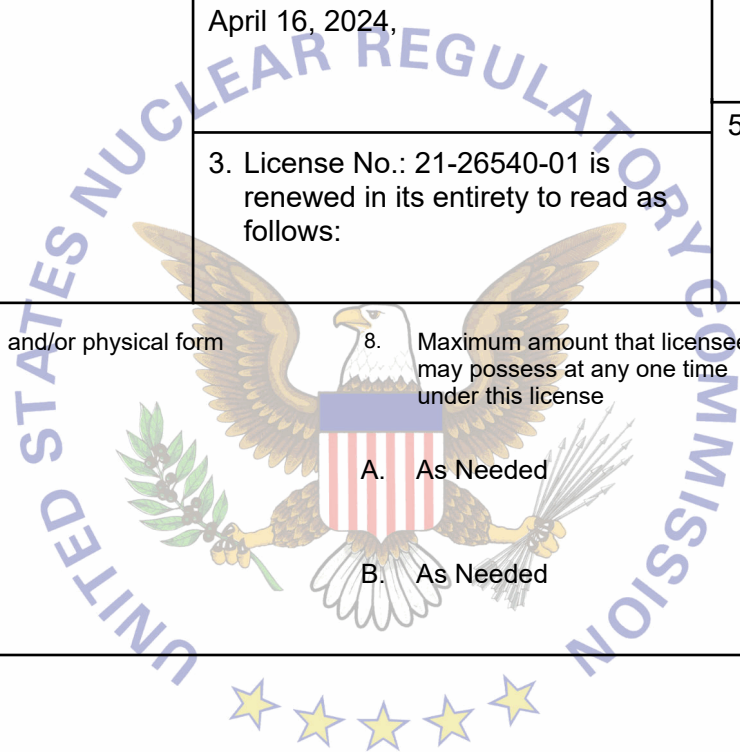 April 16, 2024,
5
3. License No.: 21-26540-01 is
renewed in its entirety to read as
follows:
and/or physical form
8. Maximum amount that licensee
may possess at any one time
under this license
A. As Needed
B. As Needed
UNITED STATES NUCLEAR REGULATORY COMMISSION